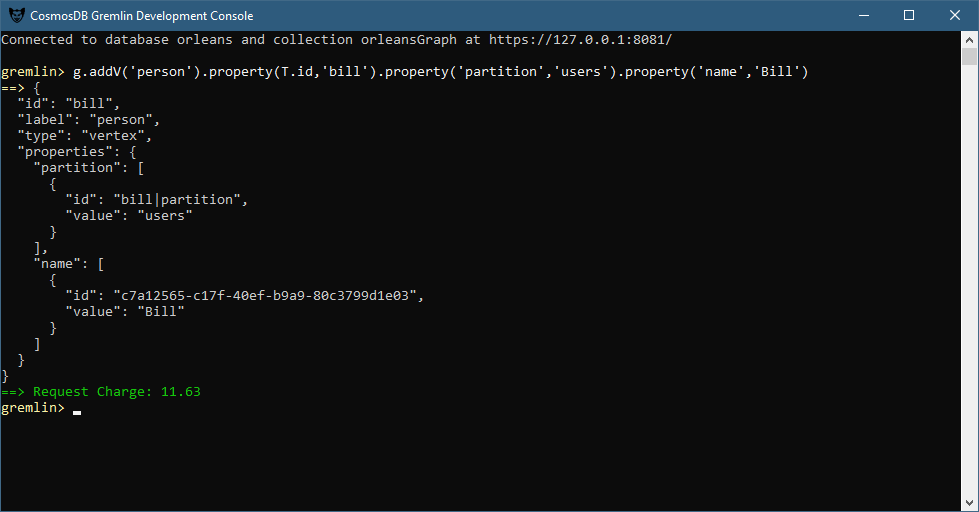 CosmosDB Gremlin Development Console
Connected to database orleans and collection orleansGraph at https://127.0.0.1:8081/
gremlin> g.addV('person').property(T.id,'bill').property('partition','users').property('name','Bill')
==> {
  "id": "bill",
  "label": "person",
  "type": "vertex",
  "properties": {
    "partition": [
      {
        "id": "bill|partition",
        "value": "users"
      }
    ],
    "name": [
      {
        "id": "c7a12565-c17f-40ef-b9a9-80c3799d1e03",
        "value": "Bill"
      }
    ]
  }
}
==> Request Charge: 11.63
gremlin> _